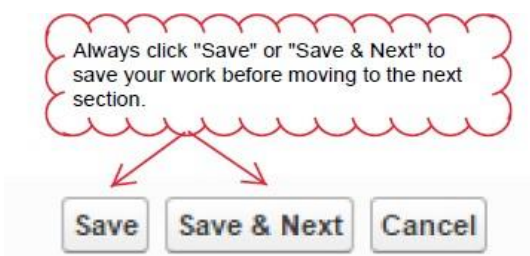 Always click "Save" or "Save & Next" to
save your work before moving to the next
section.
Save Save & Next Cancel